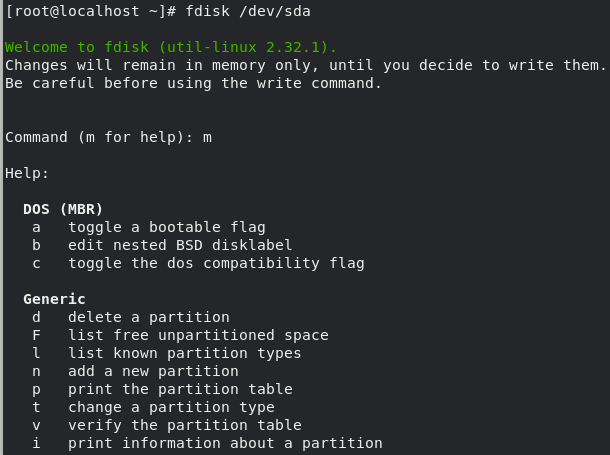 [root@localhost ~]# fdisk /dev/sda
Welcome to fdisk (util-linux 2.32.1).
Changes will remain in memory only, until you decide to write them.
Be careful before using the write command.
Command (m for help): m
Help:
DOS (MBR)
a   toggle a bootable flag
b   edit nested BSD disklabel
c   toggle the dos compatibility flag
Generic
d   delete a partition
F   list free unpartitioned space
l   list known partition types
n   add a new partition
p   print the partition table
t   change a partition type
v   verify the partition table
i   print information about a partition